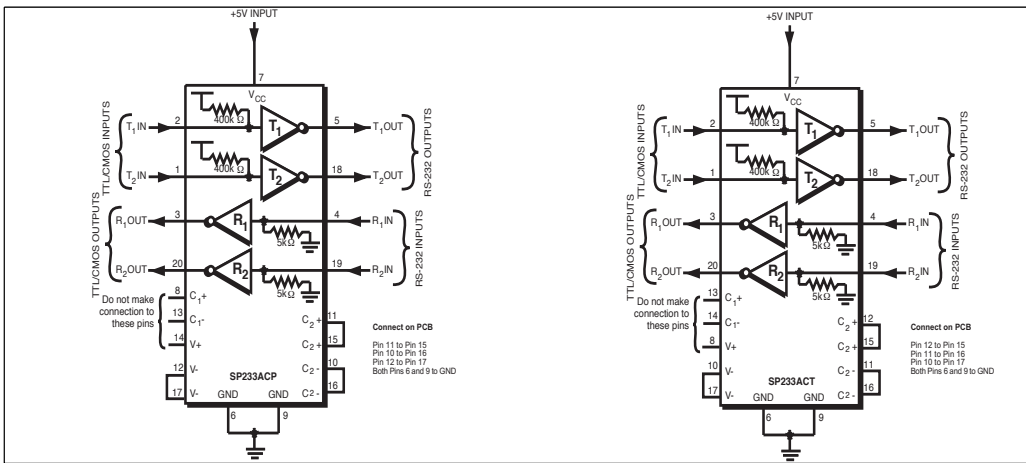 +5V INPUT
7
VCC
TTL/CMOS INPUTS
T1IN
2
400k Ω
T1
5
T1OUT
T2IN
1
400k Ω
T2
18
T2OUT
RS-232 OUTPUTS
TTL/CMOS OUTPUTS
R1OUT
3
R1
4
R1IN
5kΩ
R2OUT
20
R2
19
R2IN
5kΩ
RS-232 INPUTS
Do not make
connection to
these pins
8
C1+
13
C1-
14
V+
12
V-
17
V-
11
C2 +
15
C2 +
10
C2 -
16
C2 -
SP233ACP
GND
GND
6
9
Connect on PCB
Pin 11 to Pin 15
Pin 10 to Pin 16
Pin 12 to Pin 17
Both Pins 6 and 9 to GND
+5V INPUT
7
VCC
TTL/CMOS INPUTS
T1IN
2
400k Ω
T1
5
T1OUT
T2IN
1
400k Ω
T2
18
T2OUT
RS-232 OUTPUTS
TTL/CMOS OUTPUTS
R1OUT
3
R1
4
R1IN
5kΩ
R2OUT
20
R2
19
R2IN
5kΩ
RS-232 INPUTS
Do not make
connection to
these pins
13
C1+
14
C1-
8
V+
10
V-
17
V-
12
C2 +
15
C2 +
11
C2 -
16
C2 -
SP233ACT
GND
GND
6
9
Connect on PCB
Pin 12 to Pin 15
Pin 11 to Pin 16
Pin 10 to Pin 17
Both Pins 6 and 9 to GND